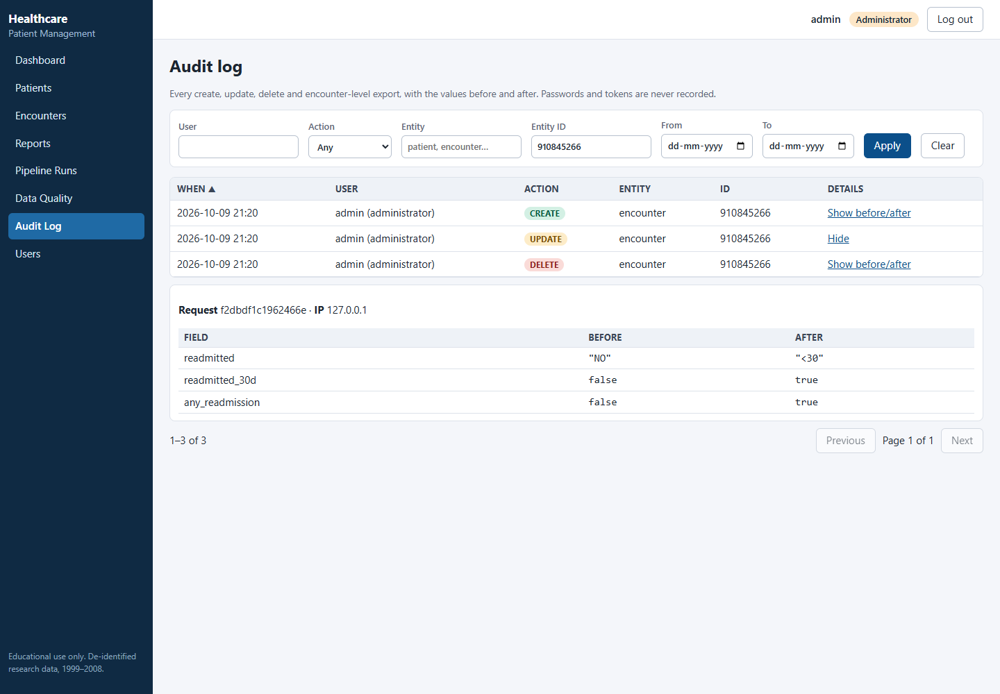 Healthcare
Patient Management
Dashboard
Patients
Encounters
Reports
Pipeline Runs
Data Quality
Audit Log
Users
Educational use only. De-identified
research data, 1999–2008.
admin Administrator Log out
Audit log
Every create, update, delete and encounter-level export, with the values before and after. Passwords and tokens are never recorded.
User Action Entity Entity ID From To
Any patient, encounter... 910845266 dd-mm-yyyy dd-mm-yyyy Apply Clear
WHEN ▲ USER ACTION ENTITY ID DETAILS
2026-10-09 21:20 admin (administrator) CREATE encounter 910845266 Show before/after
2026-10-09 21:20 admin (administrator) UPDATE encounter 910845266 Hide
2026-10-09 21:20 admin (administrator) DELETE encounter 910845266 Show before/after
Request f2dbdf1c1962466e · IP 127.0.0.1
FIELD BEFORE AFTER
readmitted "NO" "<30"
readmitted_30d false true
any_readmission false true
1–3 of 3 Previous Page 1 of 1 Next